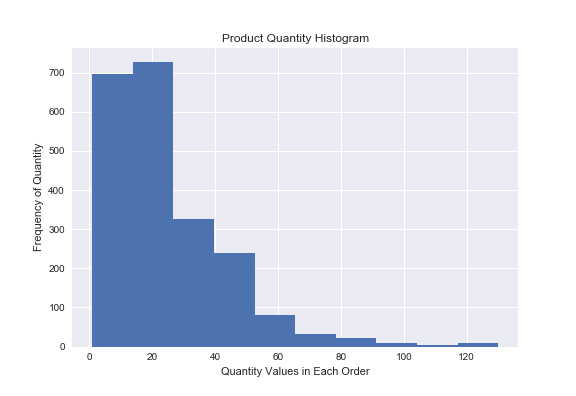 Product Quantity Histogram
700
600
500
400
300
200
100
0
Frequency of Quantity
0 20 40 60 80 100 120
Quantity Values in Each Order